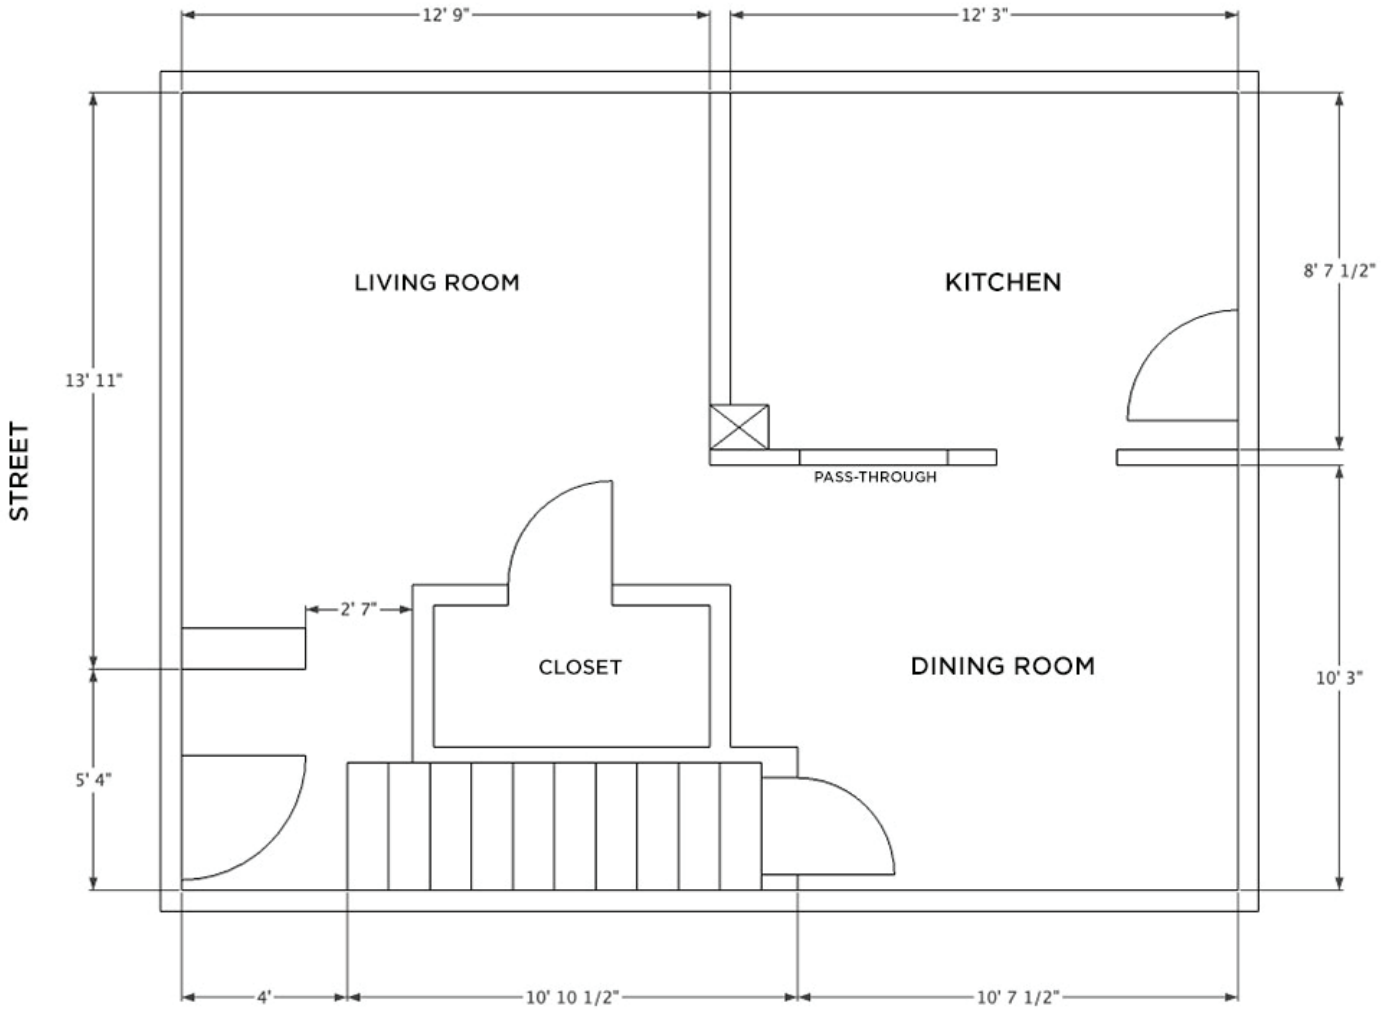 12' 9"
12' 3"
LIVING ROOM
KITCHEN
8' 7 1/2"
13' 11"
STREET
PASS-THROUGH
2' 7"
CLOSET
DINING ROOM
10' 3"
5' 4"
4'
10' 10 1/2"
10' 7 1/2"